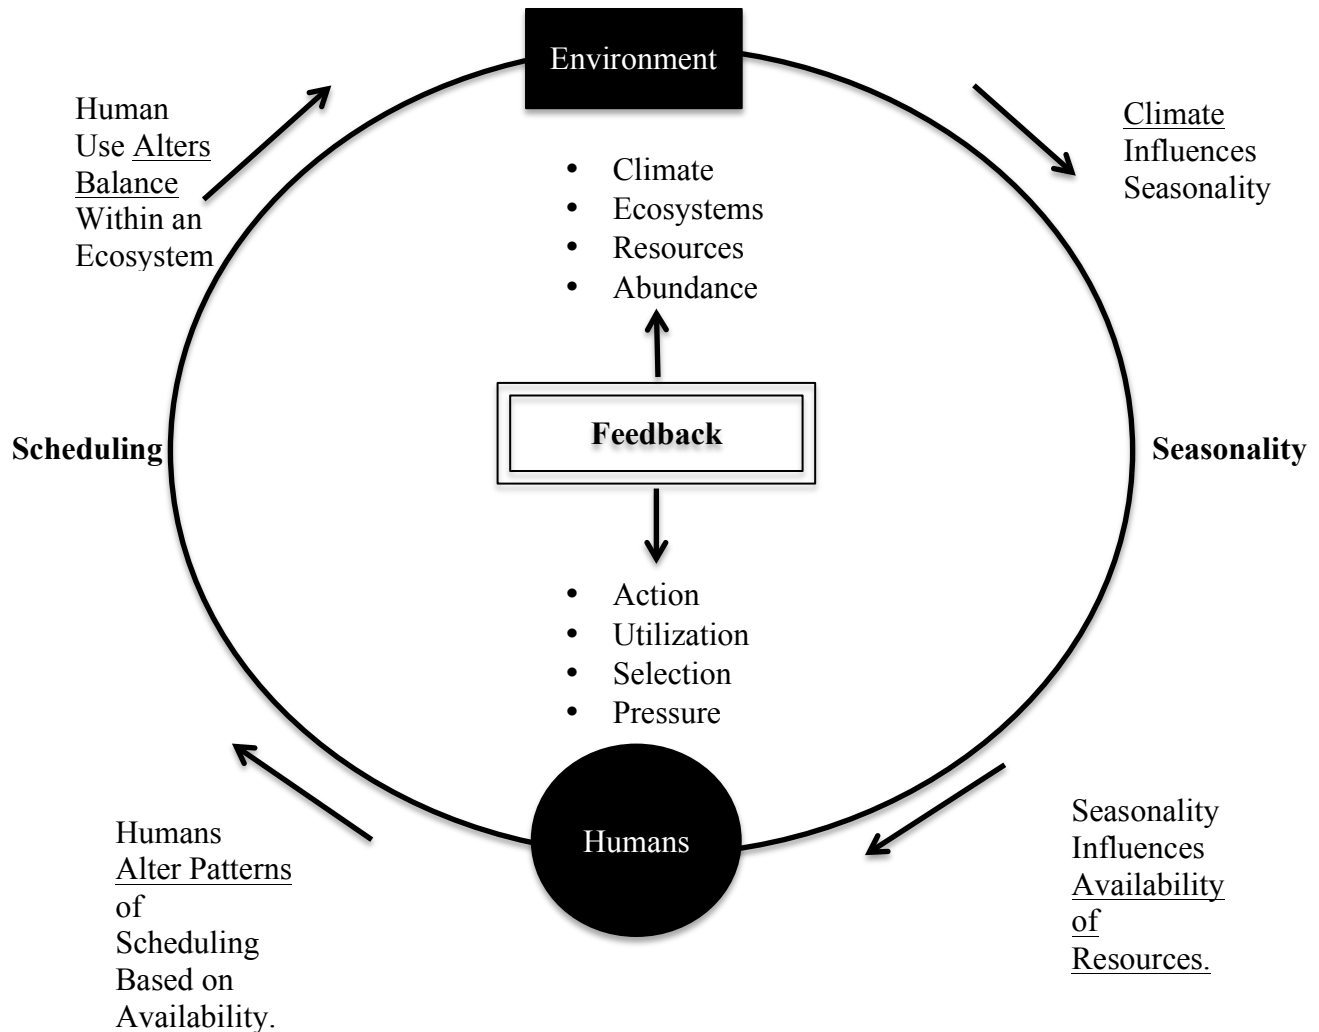 Environment
Human
Use Alters
Balance
Within an
Ecosystem
Climate
Influences
Seasonality
• Climate
• Ecosystems
• Resources
• Abundance
Scheduling
Feedback
Seasonality
• Action
• Utilization
• Selection
• Pressure
Humans
Humans
Alter Patterns
of
Scheduling
Based on
Availability.
Seasonality
Influences
Availability
of
Resources.